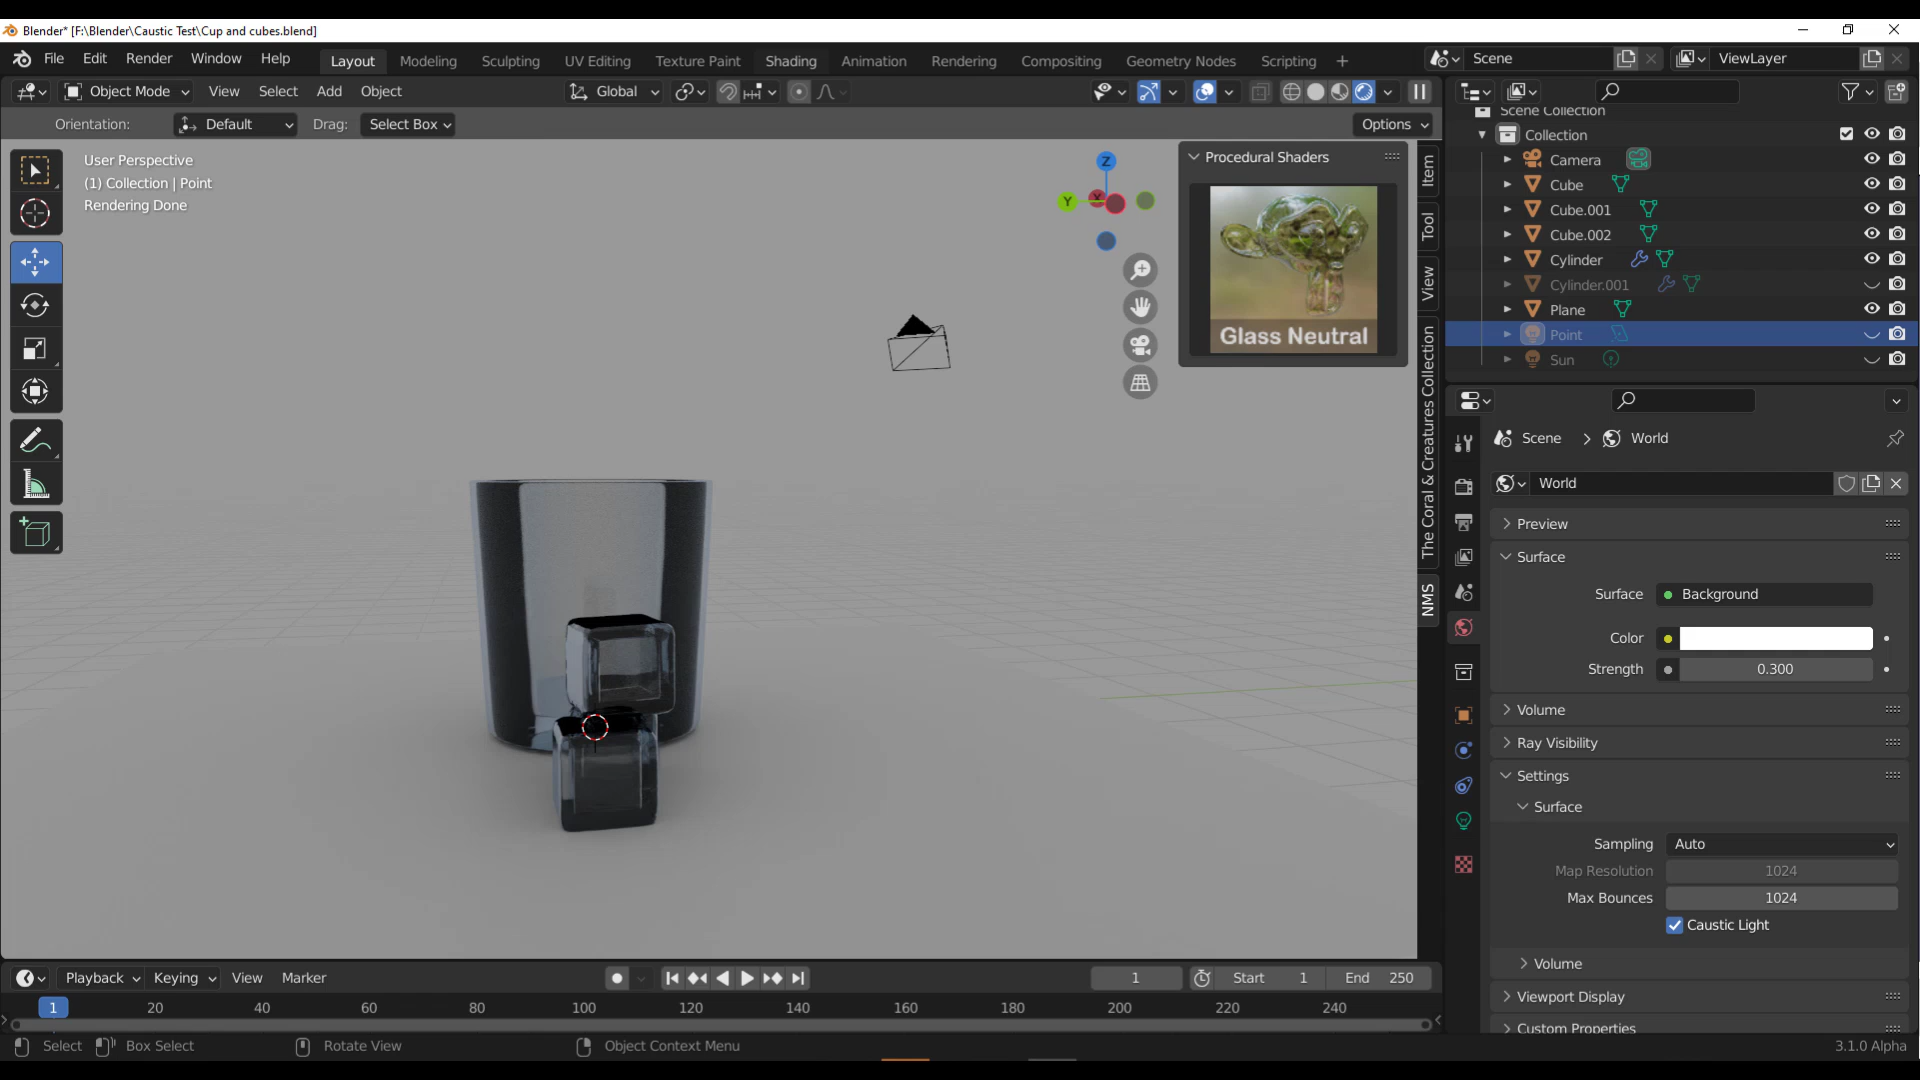 Blender* [F:\Blender\Caustic Test\Cup and cubes.blend]
File Edit Render Window Help Layout Modeling Sculpting UV Editing Texture Paint Shading Animation Rendering Compositing Geometry Nodes Scripting + Scene ViewLayer
Object Mode View Select Add Object Global
Orientation: Default Drag: Select Box Options
User Perspective
(1) Collection | Point
Rendering Done
Z
Y
X
Procedural Shaders
Glass Neutral
Item
Tool
View
The Coral & Creatures Collection
NMS
Scene Collection
Collection
Camera
Cube
Cube.001
Cube.002
Cylinder
Cylinder.001
Plane
Point
Sun
Scene > World
World
Preview
Surface
Surface Background
Color
Strength 0.300
Volume
Ray Visibility
Settings
Surface
Sampling Auto
Map Resolution 1024
Max Bounces 1024
Caustic Light
Volume
Viewport Display
Custom Properties
Playback Keying View Marker 1 Start 1 End 250
1 20 40 60 80 100 120 140 160 180 200 220 240
Select Box Select Rotate View Object Context Menu 3.1.0 Alpha